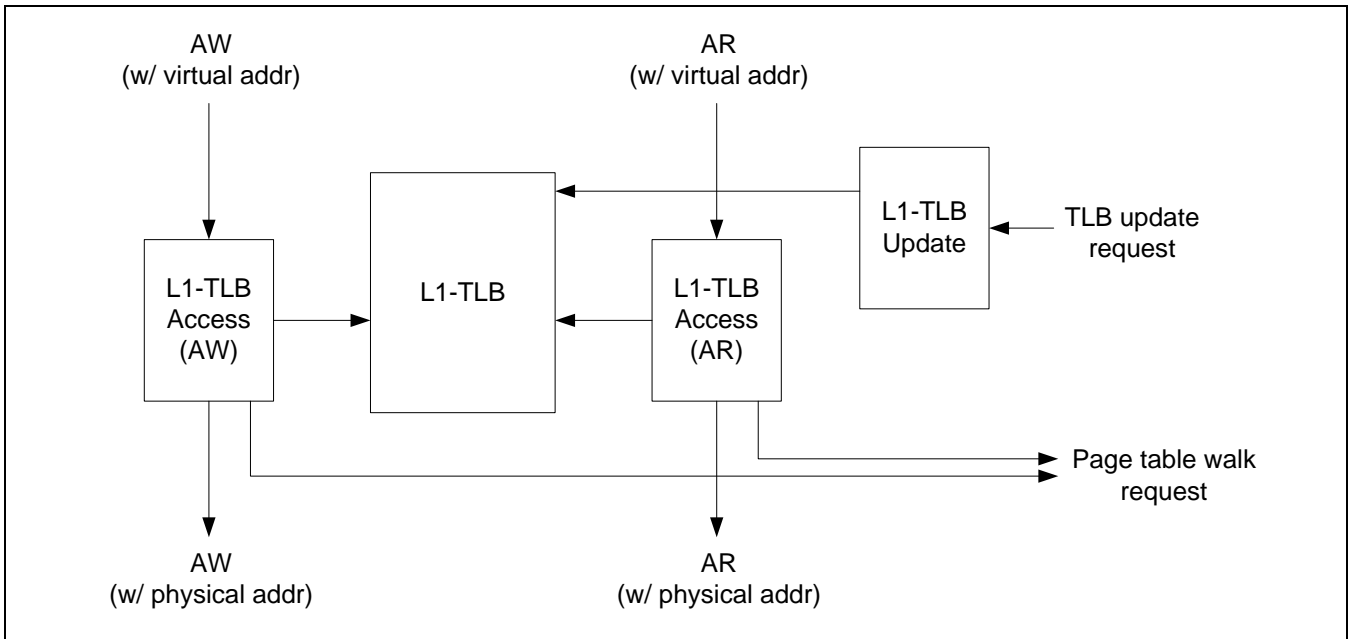 AW
(w/ virtual addr)
AR
(w/ virtual addr)
L1-TLB
Update
TLB update
request
L1-TLB
Access
(AW)
L1-TLB
L1-TLB
Access
(AR)
Page table walk
request
AW
(w/ physical addr)
AR
(w/ physical addr)